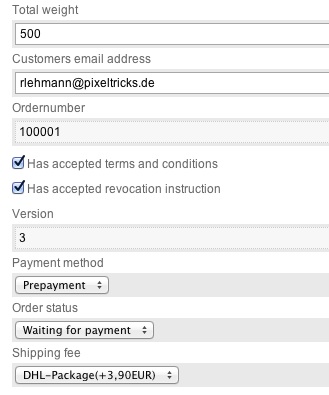 Total weight
500
Customers email address
rlehmann@pixeltricks.de
Ordernumber
100001
Has accepted terms and conditions
Has accepted revocation instruction
Version
3
Payment method
Prepayment
Order status
Waiting for payment
Shipping fee
DHL-Package(+3,90EUR)